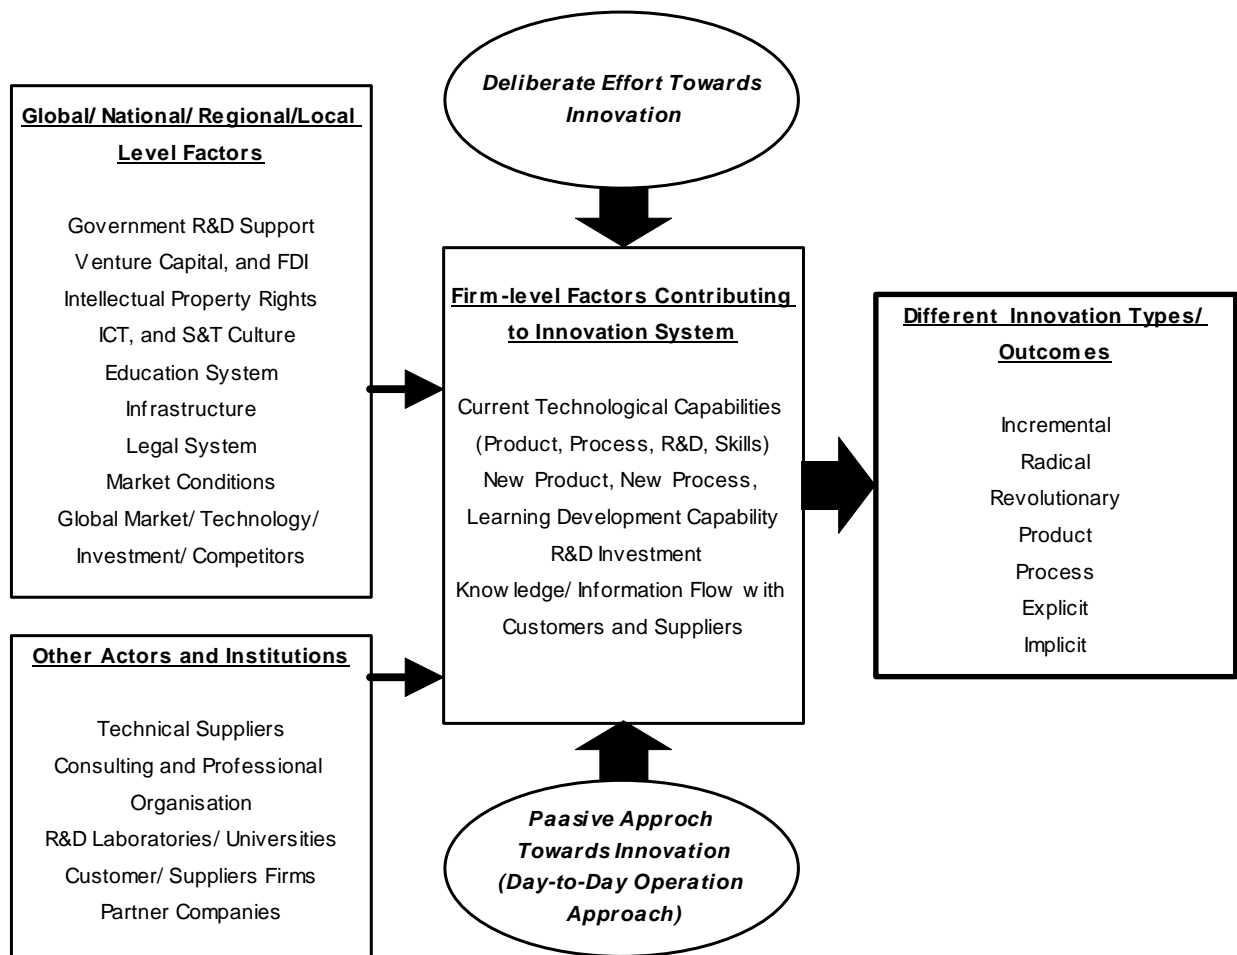 Deliberate Effort Towards
Innovation
Global/ National/ Regional/Local
Level Factors
Government R&D Support
Venture Capital, and FDI
Intellectual Property Rights
ICT, and S&T Culture
Education System
Infrastructure
Legal System
Market Conditions
Global Market/ Technology/
Investment/ Competitors
Firm-level Factors Contributing
to Innovation System
Current Technological Capabilities
(Product, Process, R&D, Skills)
New Product, New Process,
Learning Development Capability
R&D Investment
Knowledge/ Information Flow with
Customers and Suppliers
Different Innovation Types/
Outcomes
Incremental
Radical
Revolutionary
Product
Process
Explicit
Implicit
Other Actors and Institutions
Technical Suppliers
Consulting and Professional
Organisation
R&D Laboratories/ Universities
Customer/ Suppliers Firms
Partner Companies
Paasive Approch
Towards Innovation
(Day-to-Day Operation
Approach)